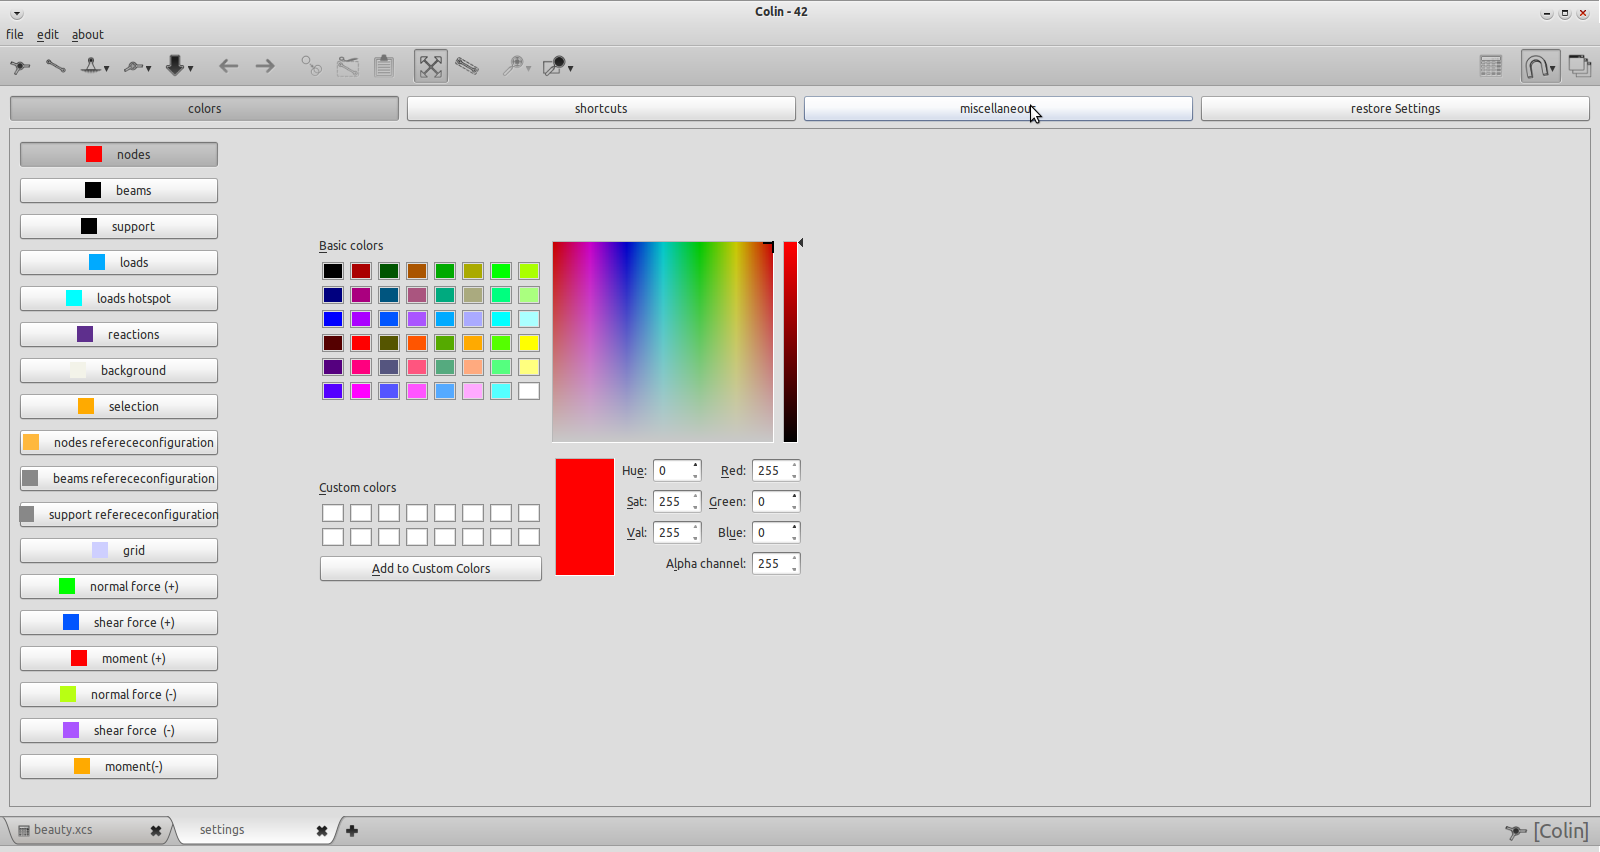 Colin - 42
file edit about
colors shortcuts miscellaneous restore Settings
nodes
beams
support
loads
loads hotspot
reactions
background
selection
nodes referececonfiguration
beams referececonfiguration
support referececonfiguration
grid
normal force (+)
shear force (+)
moment (+)
normal force (-)
shear force (-)
moment(-)
Basic colors
Custom colors
Add to Custom Colors
Hue: 0 Red: 255
Sat: 255 Green: 0
Val: 255 Blue: 0
Alpha channel: 255
beauty.xcs settings [Colin]